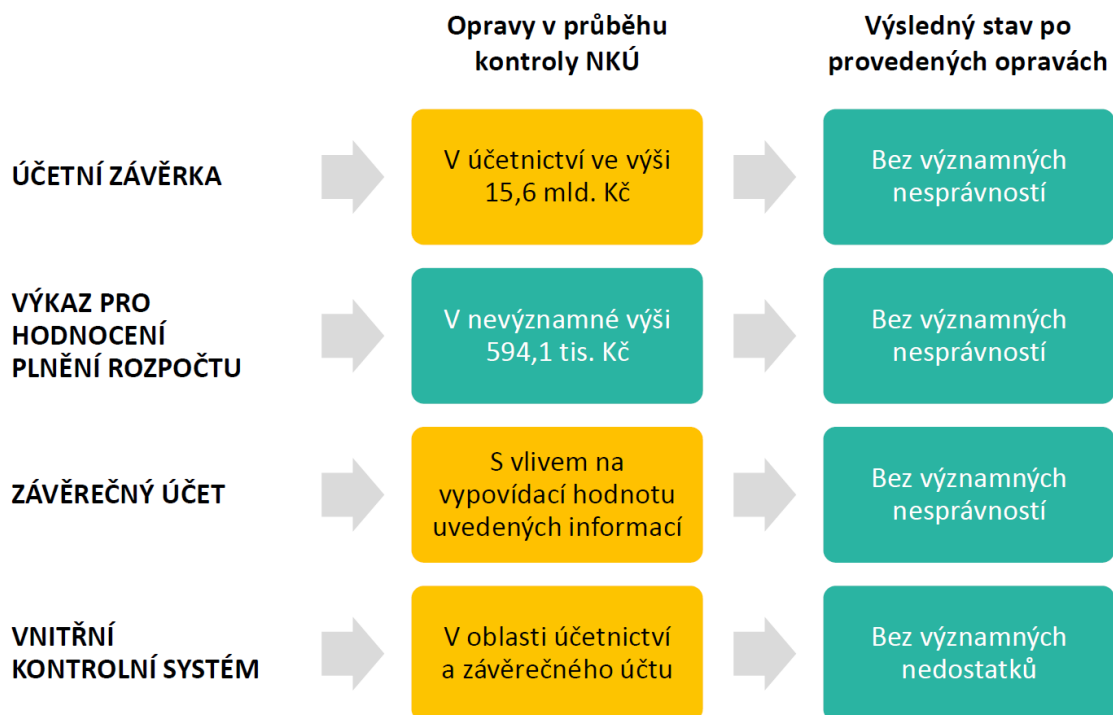 Opravy v průběhu
kontroly NKÚ
Výsledný stav po
provedených opravách
ÚČETNÍ ZÁVĚRKA
V účetnictví ve výši
15,6 mld. Kč
Bez významných
nesprávností
VÝKAZ PRO
HODNOCENÍ
PLNĚNÍ ROZPOČTU
V nevýznamné výši
594,1 tis. Kč
Bez významných
nesprávností
ZÁVĚREČNÝ ÚČET
S vlivem na
vypovídací hodnotu
uvedených informací
Bez významných
nesprávností
VNITŘNÍ
KONTROLNÍ SYSTÉM
V oblasti účetnictví
a závěrečného účtu
Bez významných
nedostatků